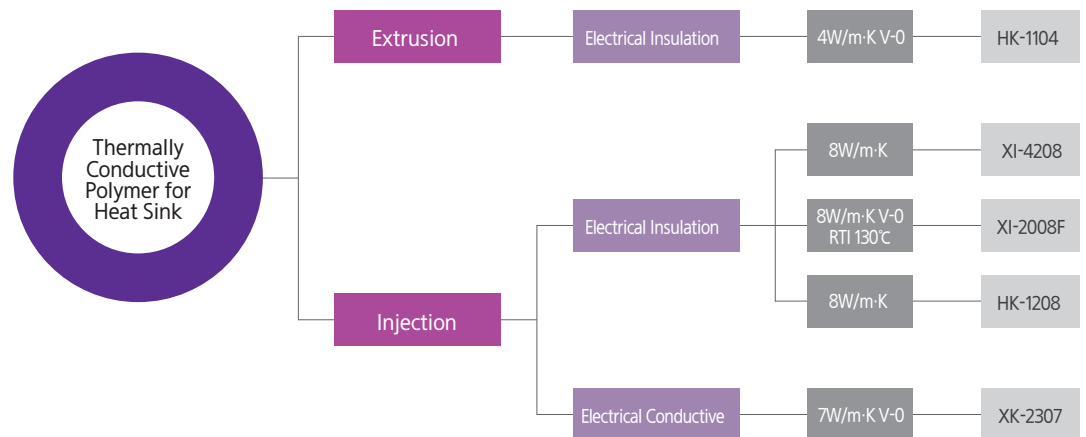 Thermally
Conductive
Polymer for
Heat Sink
Extrusion
Electrical Insulation
4W/m·K V-0
HK-1104
Injection
Electrical Insulation
8W/m·K
XI-4208
8W/m·K V-0
RTI 130℃
XI-2008F
8W/m·K
HK-1208
Electrical Conductive
7W/m·K V-0
XK-2307